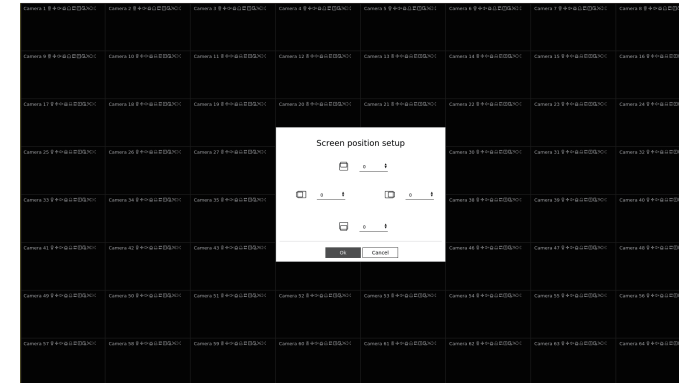 Camera 1 Camera 2 Camera 3 Camera 4 Camera 5 Camera 6 Camera 7 Camera 8
Camera 9 Camera 10 Camera 11 Camera 12 Camera 13 Camera 14 Camera 15 Camera 16
Camera 17 Camera 18 Camera 19 Camera 20 Camera 21 Camera 22 Camera 23 Camera 24
Screen position setup
Camera 25 Camera 26 Camera 27 Camera 30 Camera 31 Camera 32
0
0 0
Camera 33 Camera 34 Camera 35 Camera 38 Camera 39 Camera 40
0
Camera 41 Camera 42 Camera 43 Camera 46 Camera 47 Camera 48
Ok Cancel
Camera 49 Camera 50 Camera 51 Camera 52 Camera 53 Camera 54 Camera 55 Camera 56
Camera 57 Camera 58 Camera 59 Camera 60 Camera 61 Camera 62 Camera 63 Camera 64